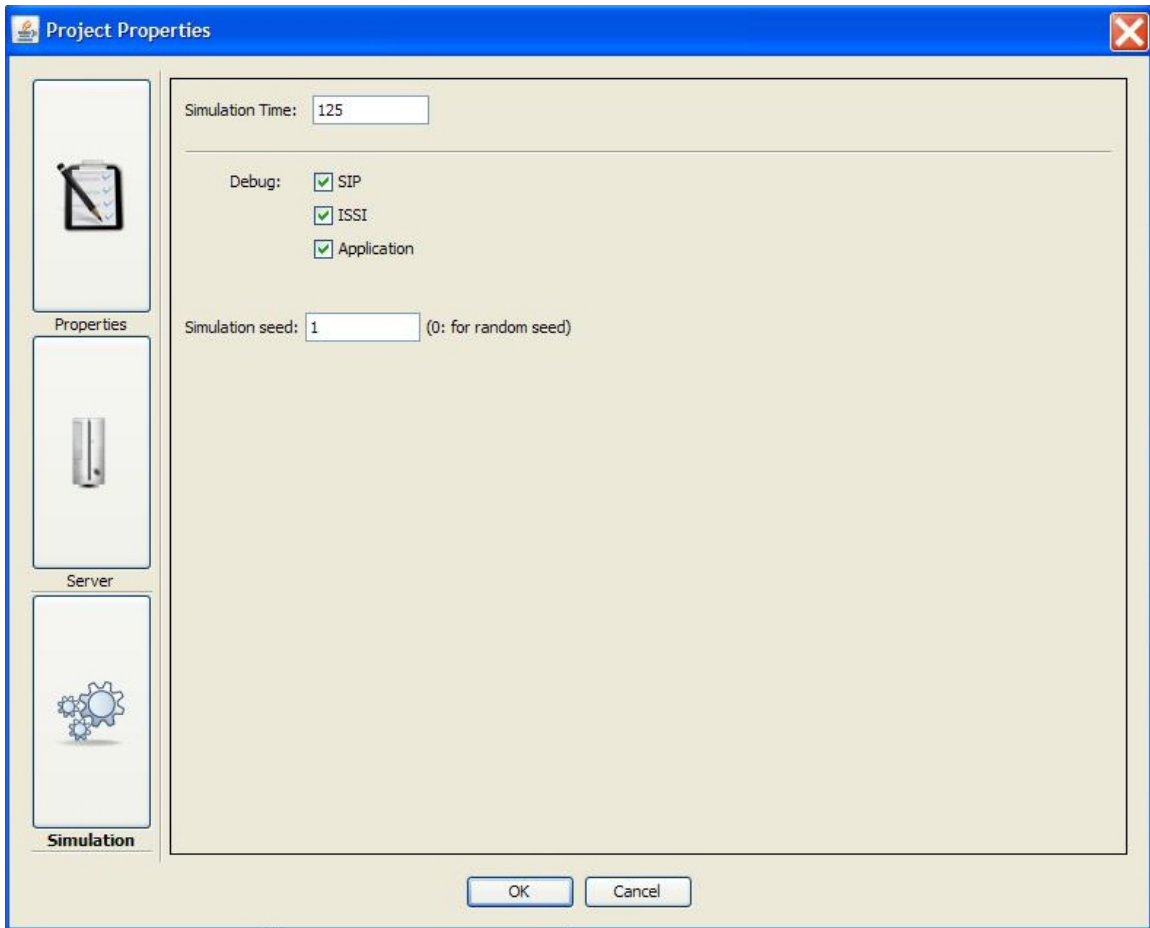 Project Properties
Simulation Time: 125
Debug: SIP
ISSI
Application
Properties
Simulation seed: 1 (0: for random seed)
Server
Simulation
OK Cancel